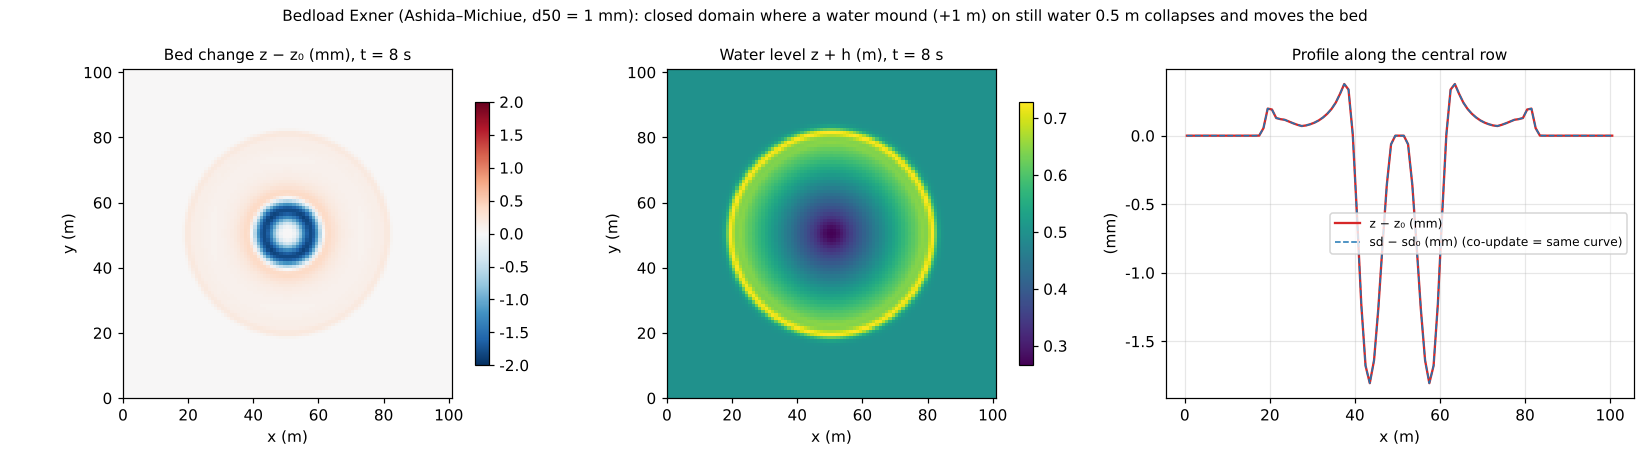 Bedload Exner (Ashida–Michiue, d50 = 1 mm): closed domain where a water mound (+1 m) on still water 0.5 m collapses and moves the bed
Bed change z − z₀ (mm), t = 8 s
100
80
60
40
20
0
y (m)
0 20 40 60 80 100
x (m)
2.0
1.5
1.0
0.5
0.0
-0.5
-1.0
-1.5
-2.0
Water level z + h (m), t = 8 s
100
80
60
40
20
0
y (m)
0 20 40 60 80 100
x (m)
0.7
0.6
0.5
0.4
0.3
Profile along the central row
0.0
-0.5
-1.0
-1.5
(mm)
z − z₀ (mm)
sd − sd₀ (mm) (co-update = same curve)
0 20 40 60 80 100
x (m)